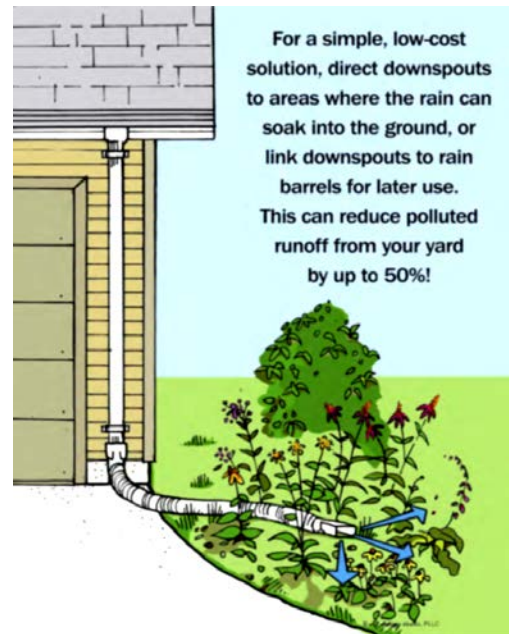 For a simple, low-cost
solution, direct downspouts
to areas where the rain can
soak into the ground, or
link downspouts to rain
barrels for later use.
This can reduce polluted
runoff from your yard
by up to 50%!
PLLC